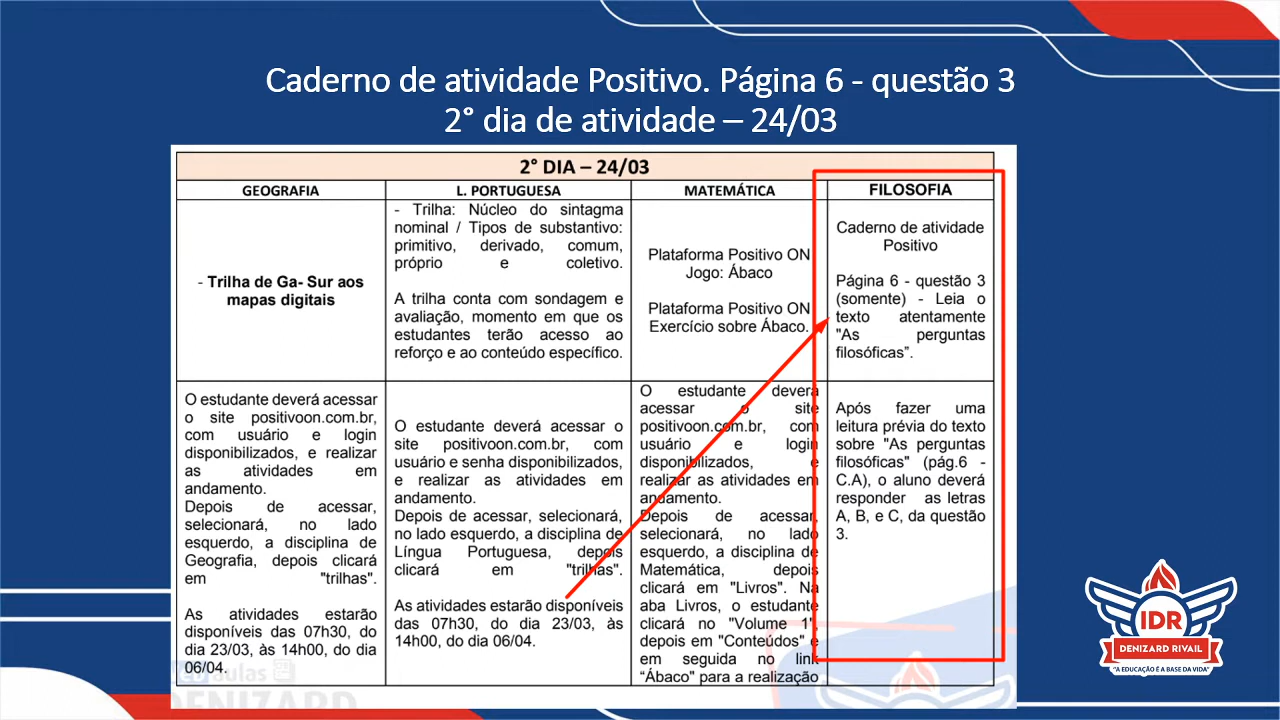 Caderno de atividade Positivo. Página 6 - questão 3
2° dia de atividade – 24/03
2° DIA – 24/03
GEOGRAFIA
L. PORTUGUESA
MATEMÁTICA
FILOSOFIA
- Trilha de Ga- Sur aos
mapas digitais
- Trilha: Núcleo do sintagma
nominal / Tipos de substantivo:
primitivo, derivado, comum,
próprio e coletivo.
A trilha conta com sondagem e
avaliação, momento em que os
estudantes terão acesso ao
reforço e ao conteúdo específico.
Plataforma Positivo ON
Jogo: Ábaco
Plataforma Positivo ON
Exercício sobre Ábaco.
Caderno de atividade
Positivo
Página 6 - questão 3
(somente) - Leia o
texto atentamente
"As perguntas
filosóficas".
O estudante deverá acessar
o site positivoon.com.br,
com usuário e login
disponibilizados, e realizar
as atividades em
andamento.
Depois de acessar,
selecionará, no lado
esquerdo, a disciplina de
Geografia, depois clicará
em "trilhas".
As atividades estarão
disponíveis das 07h30, do
dia 23/03, às 14h00, do dia
06/04.
O estudante deverá acessar o
site positivoon.com.br, com
usuário e senha disponibilizados,
e realizar as atividades em
andamento.
Depois de acessar, selecionará,
no lado esquerdo, a disciplina de
Língua Portuguesa, depois
clicará em "trilhas".
As atividades estarão disponíveis
das 07h30, do dia 23/03, às
14h00, do dia 06/04.
O estudante deverá
acessar o site
positivoon.com.br, com
usuário e login
disponibilizados, e
realizar as atividades em
andamento.
Depois de acessar,
selecionará, no lado
esquerdo, a disciplina de
Matemática, depois
clicará em "Livros". Na
aba Livros, o estudante
clicará no "Volume 1",
depois em "Conteúdos" e
em seguida no link
“Ábaco" para a realização
Após fazer uma
leitura prévia do texto
sobre "As perguntas
filosóficas" (pág.6 -
C.A), o aluno deverá
responder as letras
A, B, e C, da questão
3.
aulas
DENIZARD
IDR
DENIZARD RIVAIL
"A EDUCAÇÃO É A BASE DA VIDA"